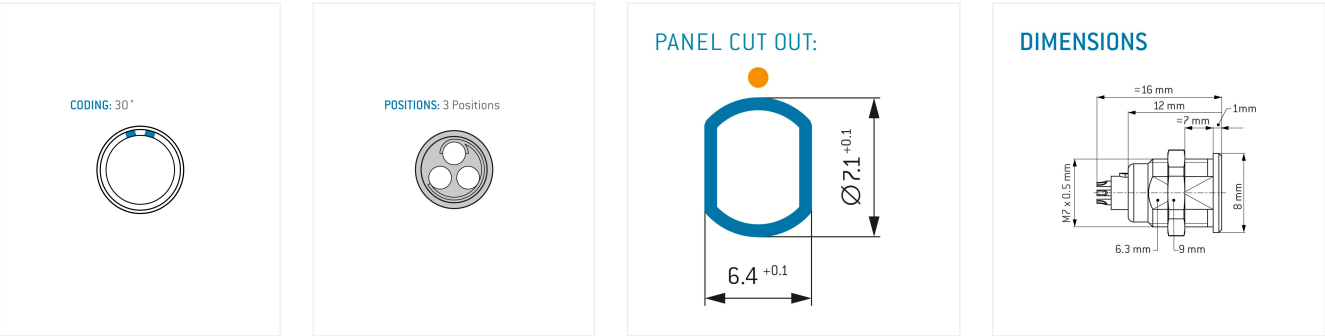 CODING: 30°
POSITIONS: 3 Positions
PANEL CUT OUT:
Ø7.1 +0.1
6.4 +0.1
DIMENSIONS
≈16 mm
12 mm
1mm
≈7 mm
M7 x 0.5 mm
8 mm
6.3 mm
9 mm